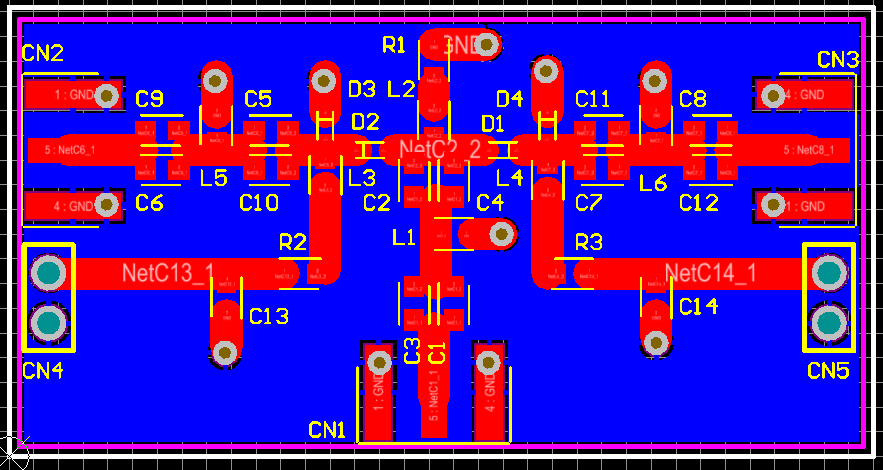 R1
GND
CN2
CN3
1 : GND
C9
C5
D3
L2
D4
C11
C8
4 : GND
D2
D1
5 : NetC6_1
NetC2_2
5 : NetC8_1
L5
L3
L4
L6
4 : GND
C6
C10
C2
C4
C7
C12
1 : GND
R2
L1
R3
NetC13_1
NetC14_1
C13
C14
C3
C1
CN4
1 : GND
5 : NetC1_1
4 : GND
CN5
CN1